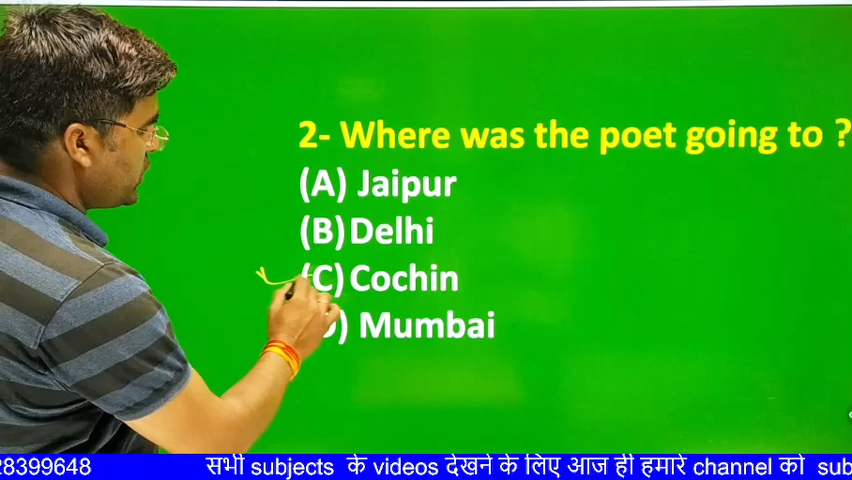 2- Where was the poet going to ?
(A) Jaipur
(B) Delhi
(C) Cochin
) Mumbai
28399648 सभी subjects के videos देखने के लिए आज ही हमारे channel को sub